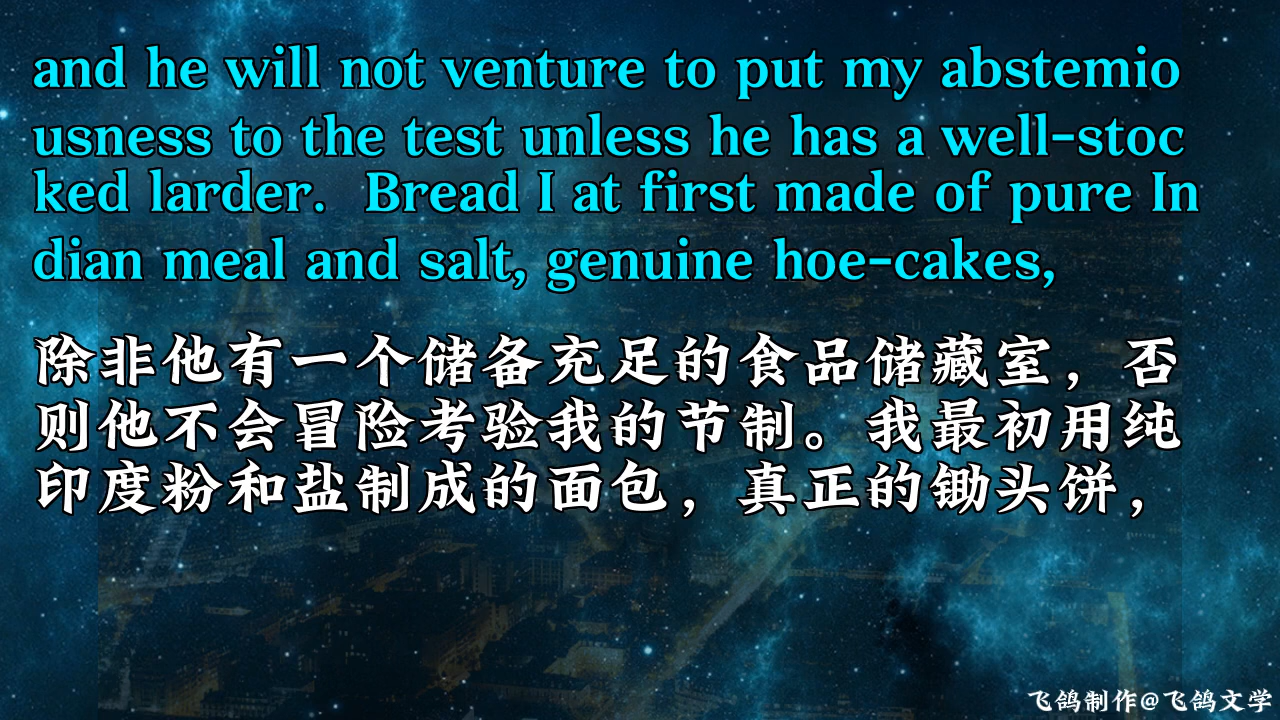 and he will not venture to put my abstemio
usness to the test unless he has a well-stoc
ked larder.  Bread I at first made of pure In
dian meal and salt, genuine hoe-cakes,
除非他有一个储备充足的食品储藏室，否
则他不会冒险考验我的节制。我最初用纯
印度粉和盐制成的面包，真正的锄头饼，
飞鸽制作@飞鸽文学